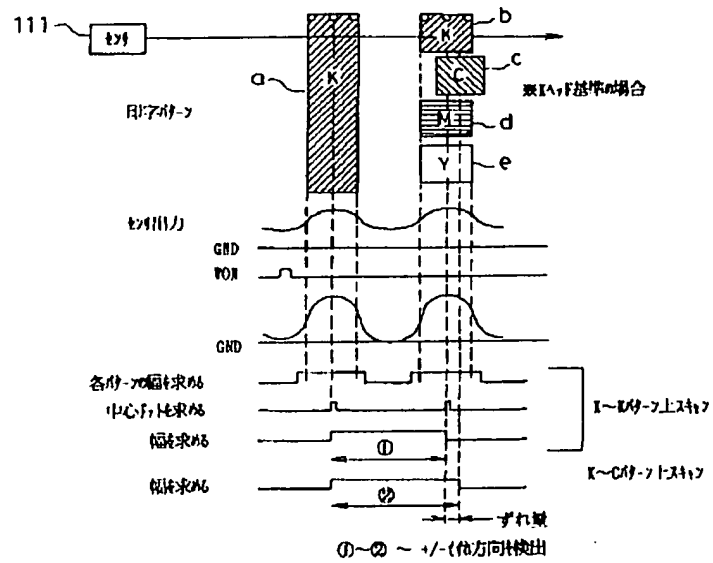 111
センサ
K
b
K
c
C
a
※Kヘッド基準の場合
印字パターン
M
d
Y
e
センサ出力
GND
GND
各パターンの幅を求める
中心ドットを求める
K〜Kパターン上スキャン
幅を求める
①
K〜Cパターン上スキャン
幅を求める
②
ずれ量
①〜② 〜 +/-
方向を検出